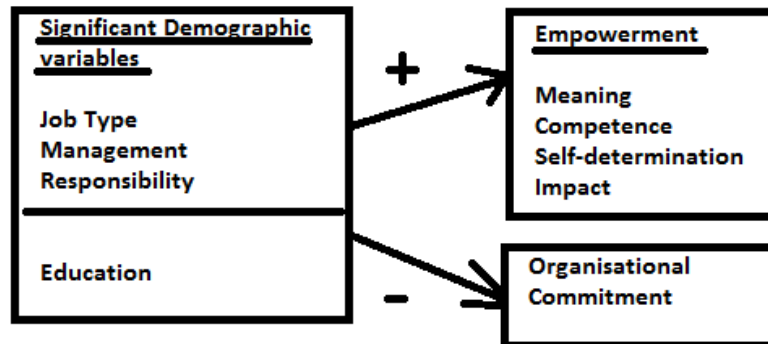 Significant Demographic
variables
Job Type
Management
Responsibility
Education
+
-
Empowerment
Meaning
Competence
Self-determination
Impact
Organisational
Commitment